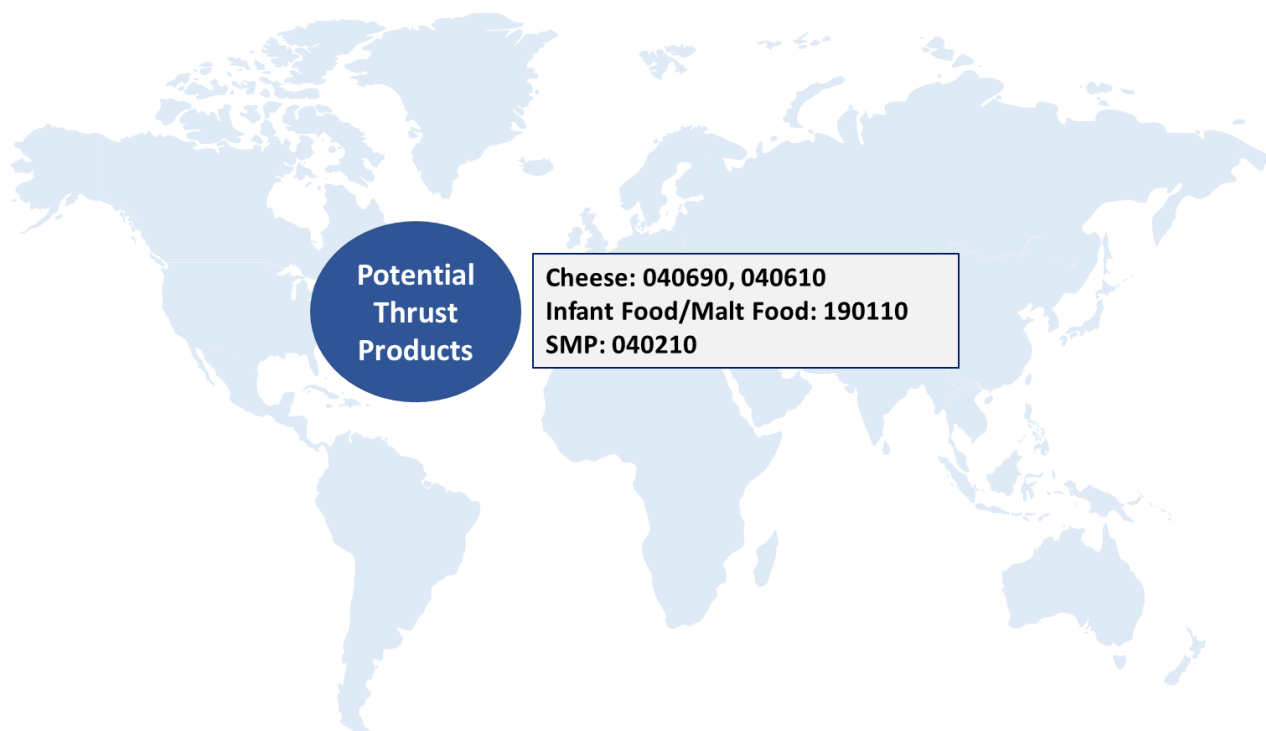 Potential
Thrust
Products
Cheese: 040690, 040610
Infant Food/Malt Food: 190110
SMP: 040210